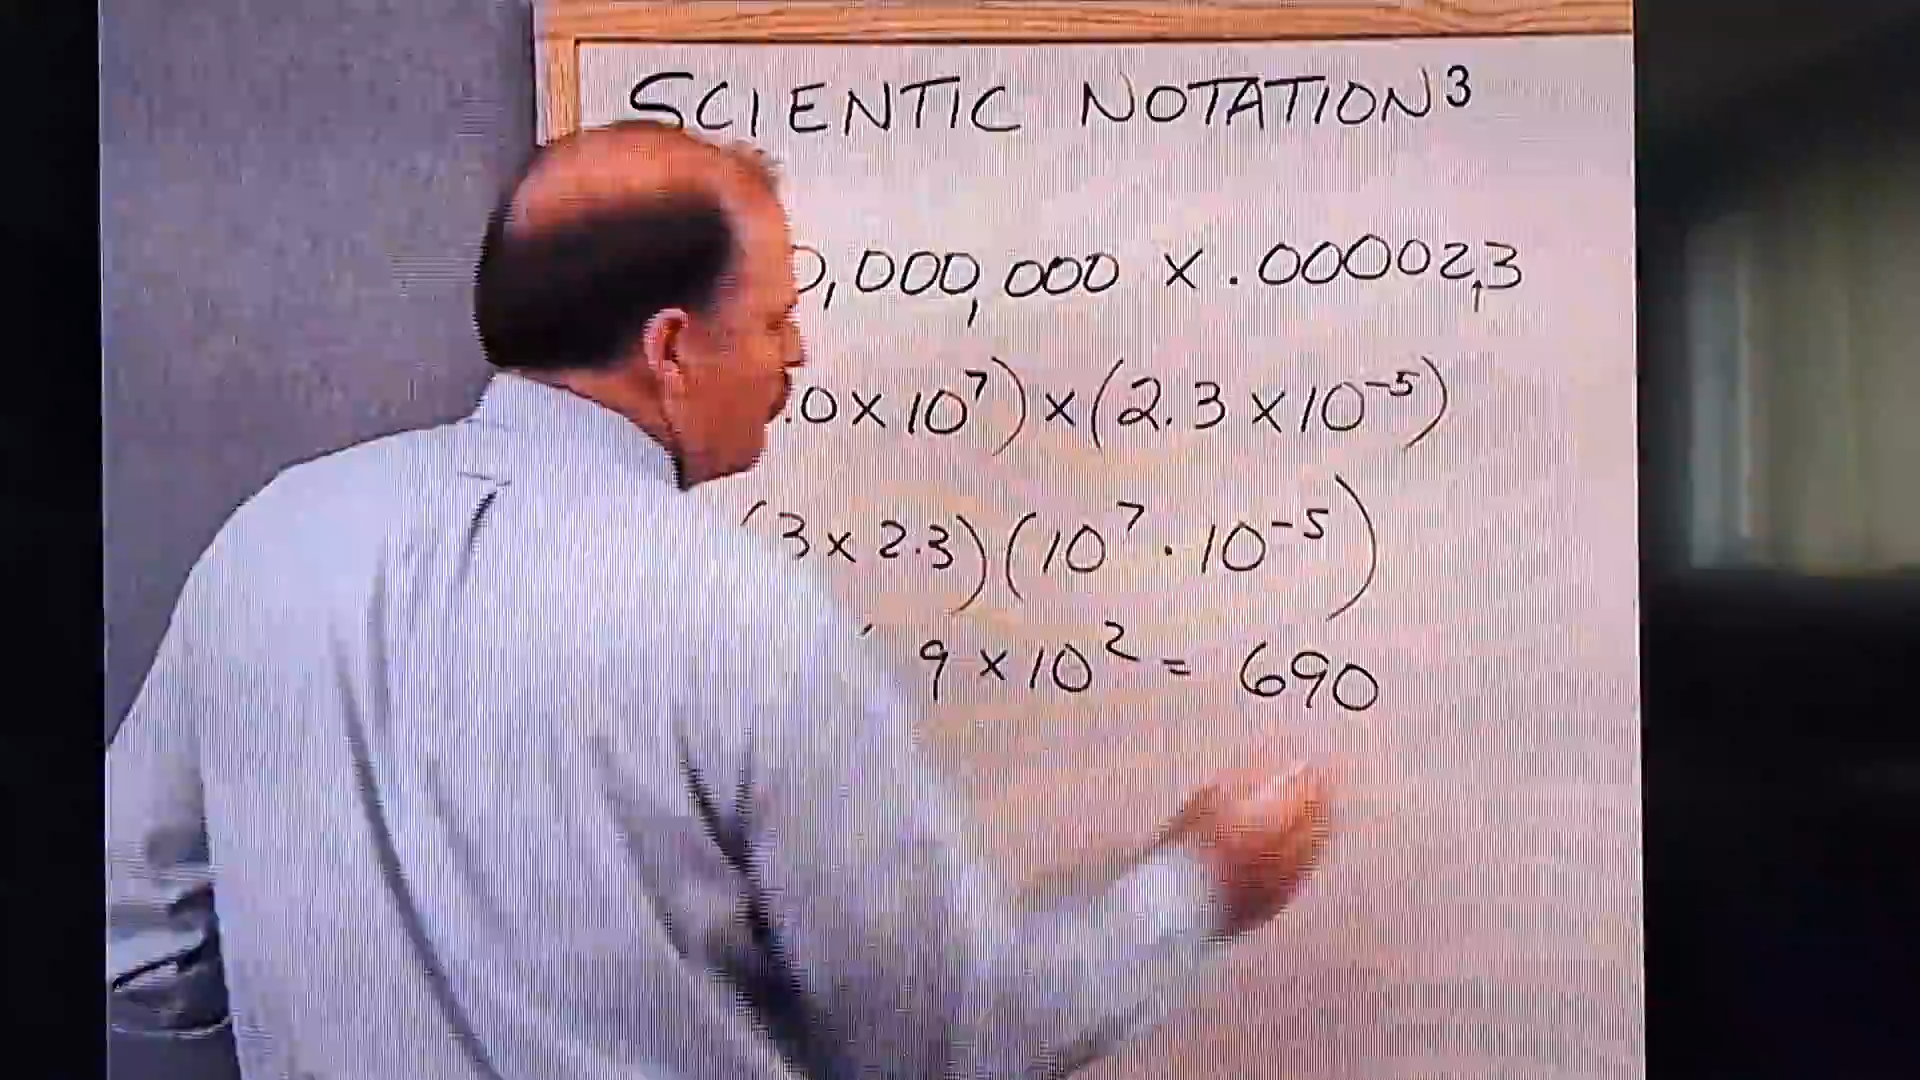 SCIENTIC NOTATION³
0,000,000 x .000023
.0 x 10⁷) x (2.3 x 10⁻⁵)
(3 x 2.3)(10⁷ · 10⁻⁵)
9 x 10² = 690